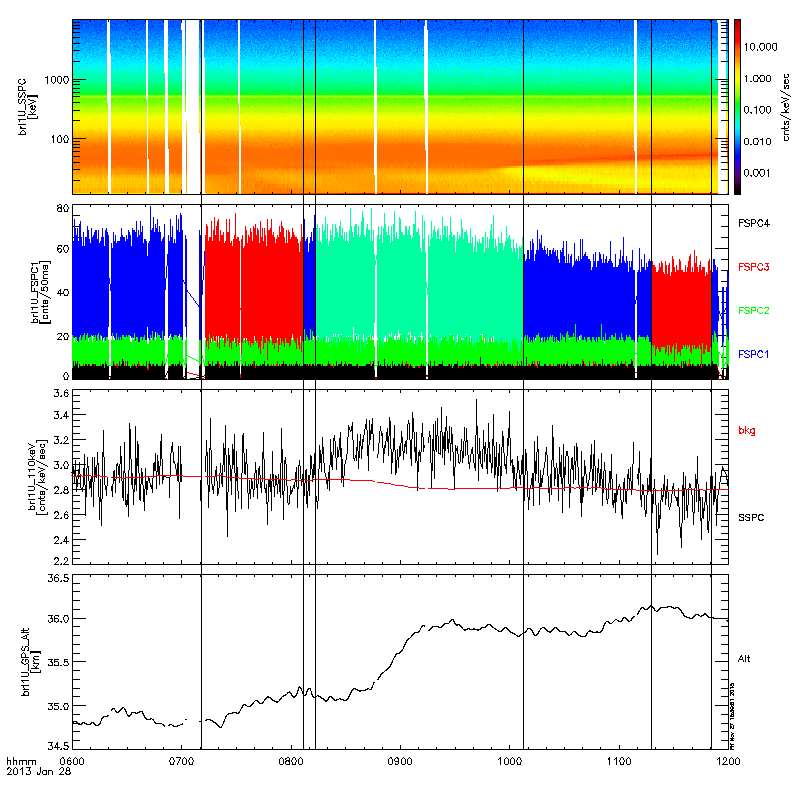 brl1U_SSPC
[keV]
1000
100
10.000
1.000
0.100
0.010
0.001
cnts/keV/sec
brl1U_FSPC1
[cnts/50ms]
80
60
40
20
0
FSPC4
FSPC3
FSPC2
FSPC1
brl1U_110keV
[cnts/keV/sec]
3.6
3.4
3.2
3.0
2.8
2.6
2.4
2.2
bkg
SSPC
brl1U_GPS_Alt
[km]
36.5
36.0
35.5
35.0
34.5
Alt
hhmm
0600 0700 0800 0900 1000 1100 1200
2013 Jan 28